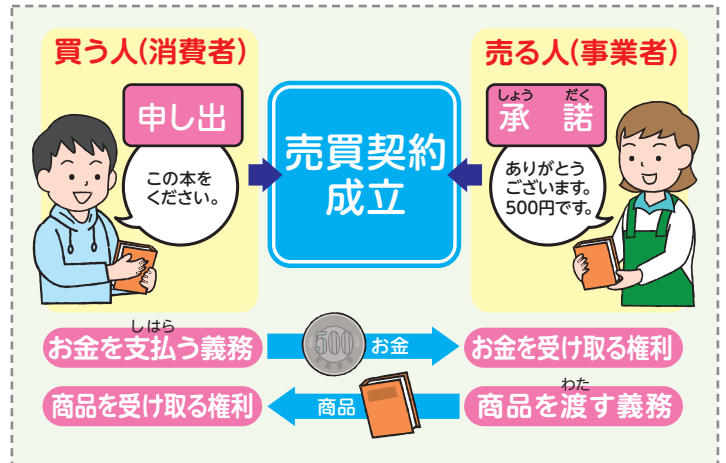 買う人(消費者)
売る人(事業者)
申し出
この本を
ください。
売買契約
成立
しょう だく
承諾
ありがとう
ございます。
500円です。
しはら
お金を支払う義務
500
お金
お金を受け取る権利
商品を受け取る権利
商品
わた
商品を渡す義務